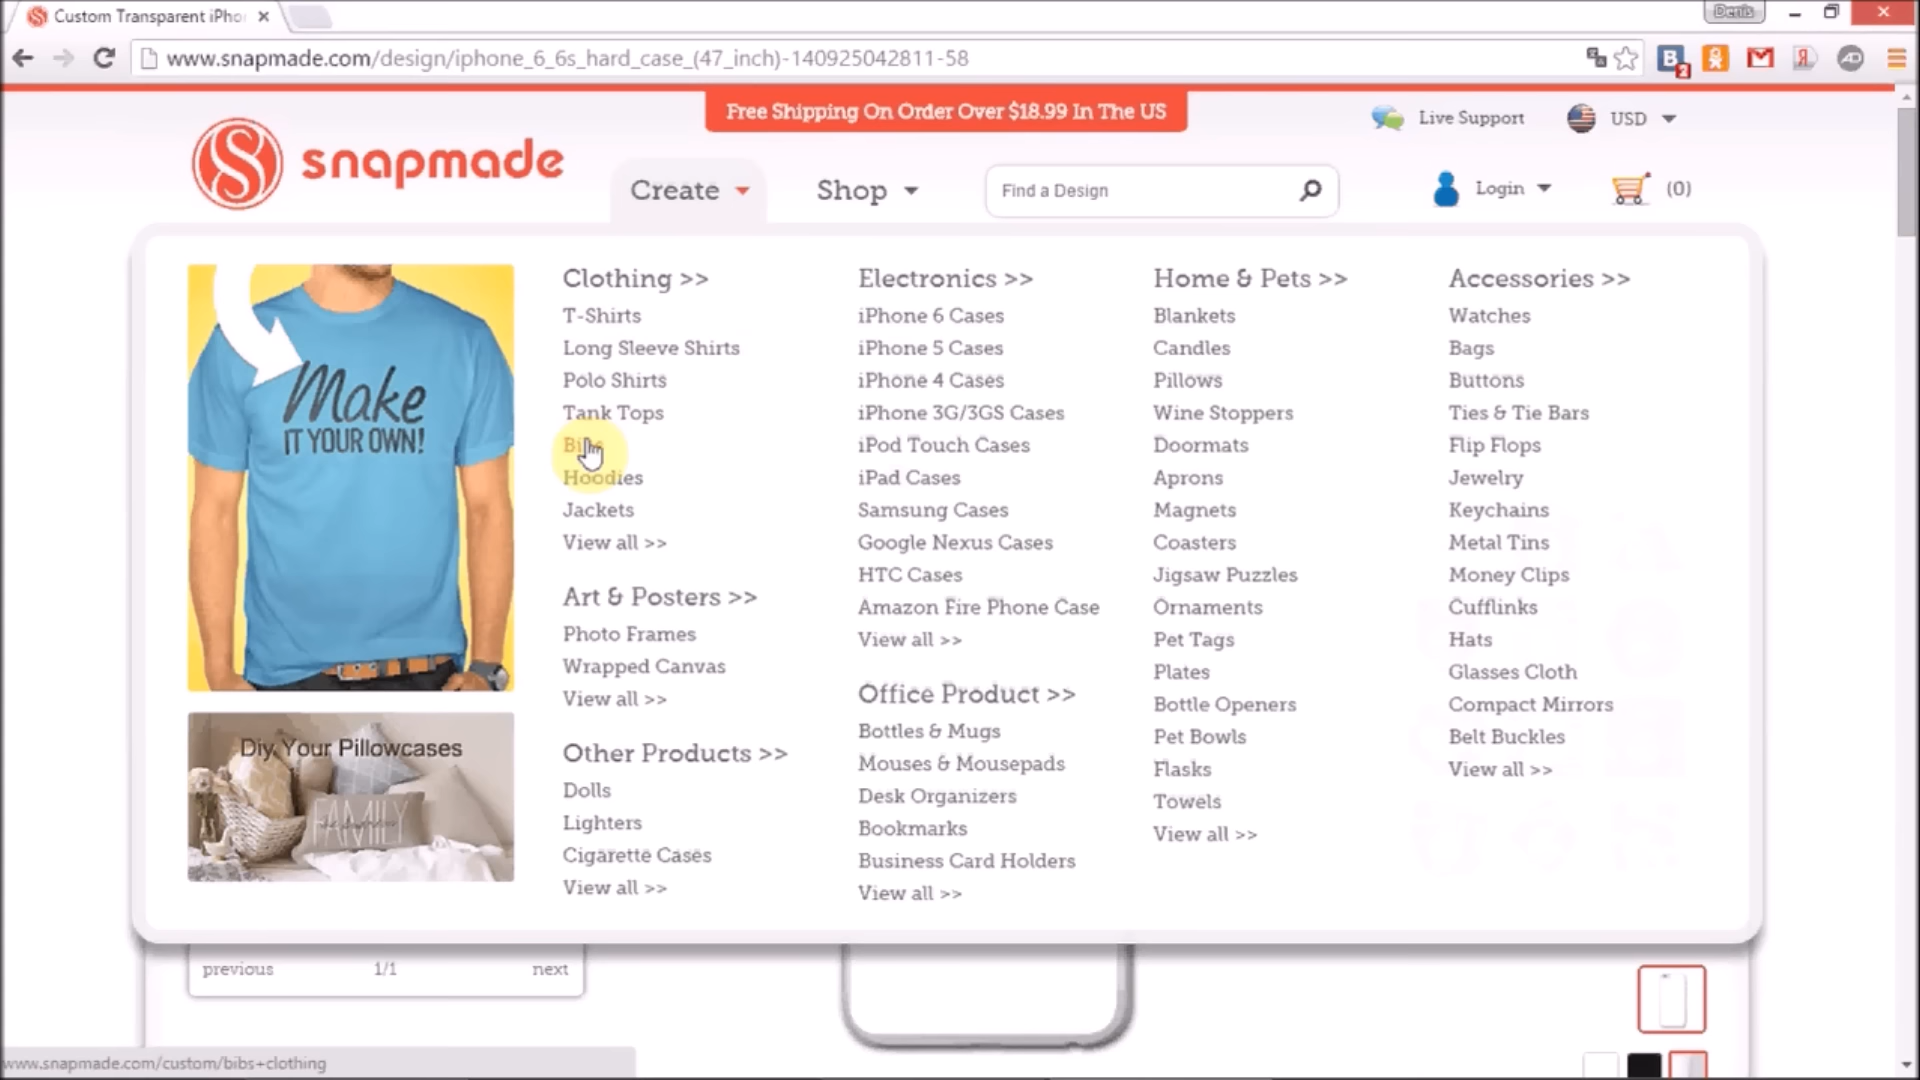 Custom Transparent iPho
Denis
www.snapmade.com/design/iphone_6_6s_hard_case_(47_inch)-140925042811-58
Free Shipping On Order Over $18.99 In The US
Live Support
USD
snapmade
Create
Shop
Find a Design
Login
(0)
Make
IT YOUR OWN!
Diy Your Pillowcases
FAMILY
Clothing >>
T-Shirts
Long Sleeve Shirts
Polo Shirts
Tank Tops
Bibs
Hoodies
Jackets
View all >>
Art & Posters >>
Photo Frames
Wrapped Canvas
View all >>
Other Products >>
Dolls
Lighters
Cigarette Cases
View all >>
Electronics >>
iPhone 6 Cases
iPhone 5 Cases
iPhone 4 Cases
iPhone 3G/3GS Cases
iPod Touch Cases
iPad Cases
Samsung Cases
Google Nexus Cases
HTC Cases
Amazon Fire Phone Case
View all >>
Office Product >>
Bottles & Mugs
Mouses & Mousepads
Desk Organizers
Bookmarks
Business Card Holders
View all >>
Home & Pets >>
Blankets
Candles
Pillows
Wine Stoppers
Doormats
Aprons
Magnets
Coasters
Jigsaw Puzzles
Ornaments
Pet Tags
Plates
Bottle Openers
Pet Bowls
Flasks
Towels
View all >>
Accessories >>
Watches
Bags
Buttons
Ties & Tie Bars
Flip Flops
Jewelry
Keychains
Metal Tins
Money Clips
Cufflinks
Hats
Glasses Cloth
Compact Mirrors
Belt Buckles
View all >>
previous
1/1
next
www.snapmade.com/custom/bibs+clothing